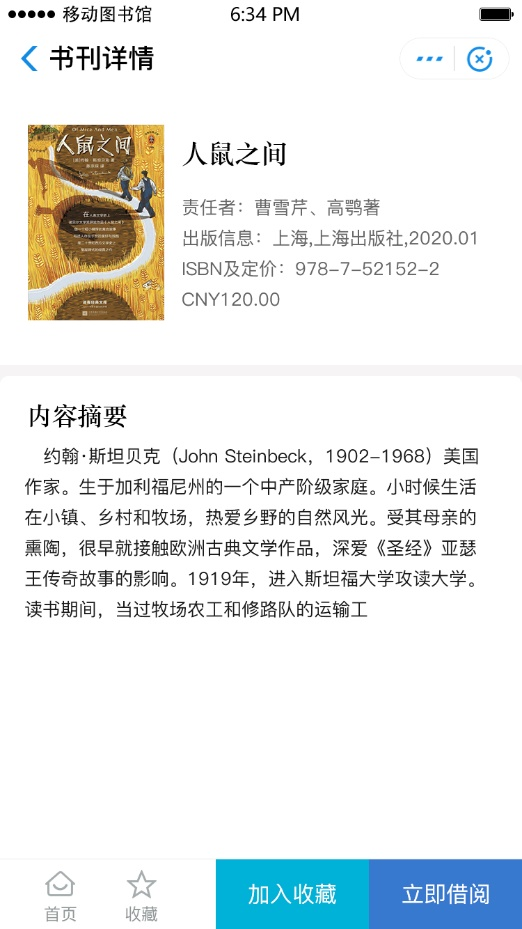 移动图书馆 6:34 PM
书刊详情
人鼠之间
人鼠之间
责任者：曹雪芹、高鹗著
出版信息：上海,上海出版社,2020.01
ISBN及定价：978-7-52152-2
CNY120.00
内容摘要
约翰·斯坦贝克（John Steinbeck，1902-1968）美国
作家。生于加利福尼州的一个中产阶级家庭。小时候生活
在小镇、乡村和牧场，热爱乡野的自然风光。受其母亲的
熏陶，很早就接触欧洲古典文学作品，深爱《圣经》亚瑟
王传奇故事的影响。1919年，进入斯坦福大学攻读大学。
读书期间，当过牧场农工和修路队的运输工
首页 收藏 加入收藏 立即借阅